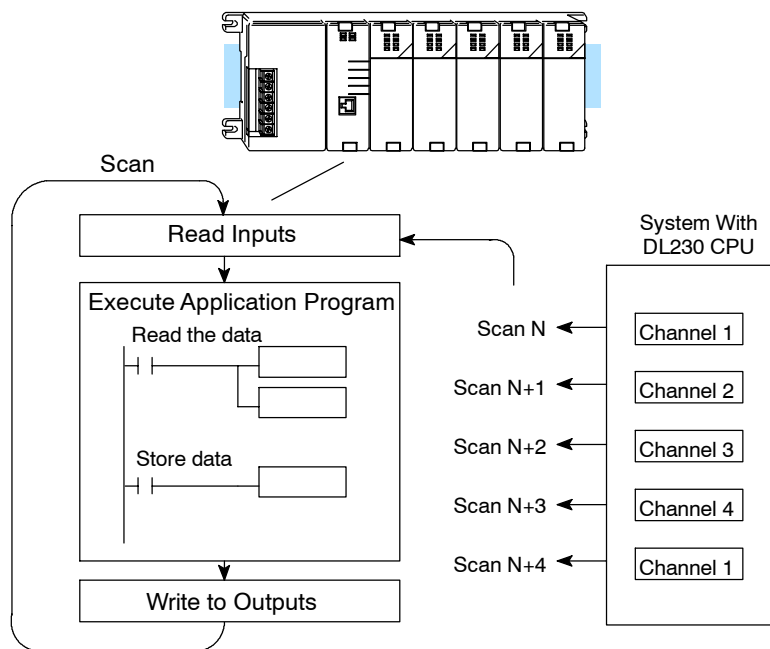 Scan
Read Inputs
Execute Application Program
Read the data
Store data
Write to Outputs
System With
DL230 CPU
Scan N
Channel 1
Scan N+1
Channel 2
Scan N+2
Channel 3
Scan N+3
Channel 4
Scan N+4
Channel 1